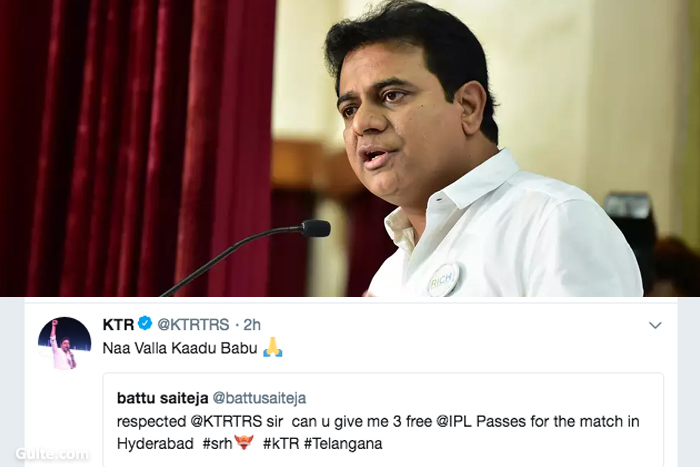 RICH
KTR @KTRTRS · 2h
Naa Valla Kaadu Babu 🙏
battu saiteja @battusaiteja
respected @KTRTRS sir can u give me 3 free @IPL Passes for the match in
Hyderabad #srh #kTR #Telangana
Gulte.com